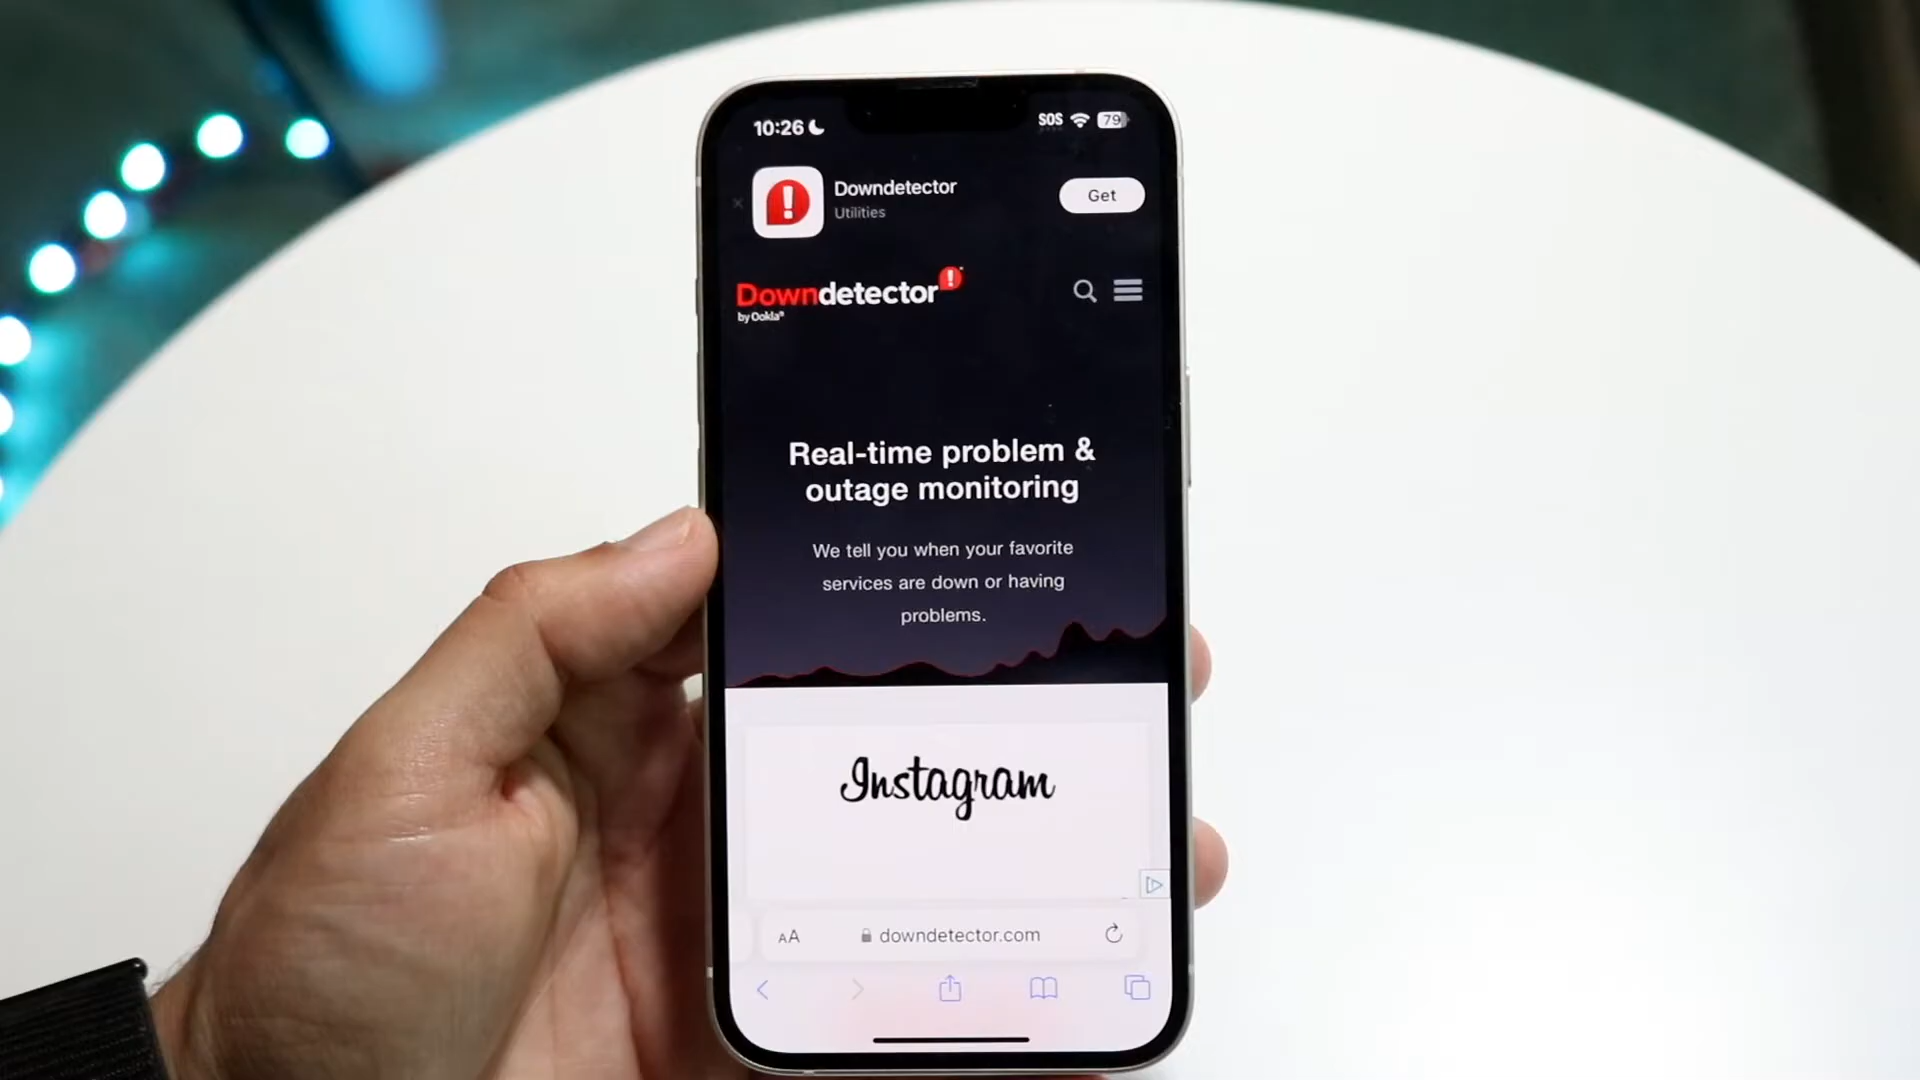 10:26
SOS 79
Downdetector
Utilities
Get
Downdetector
by Ookla®
Real-time problem &
outage monitoring
We tell you when your favorite
services are down or having
problems.
Instagram
AA downdetector.com